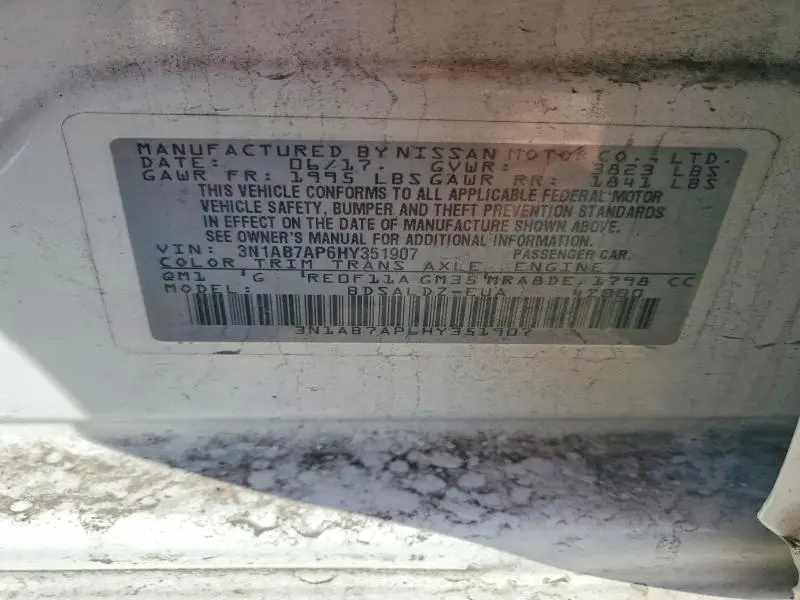 MANUFACTURED BY NISSAN MOTOR CO., LTD.
DATE: 06/17. GVWR: 3823 LBS
GAWR FR: 1995 LBS GAWR RR: 1841 LBS
THIS VEHICLE CONFORMS TO ALL APPLICABLE FEDERAL MOTOR
VEHICLE SAFETY, BUMPER AND THEFT PREVENTION STANDARDS
IN EFFECT ON THE DATE OF MANUFACTURE SHOWN ABOVE.
SEE OWNER'S MANUAL FOR ADDITIONAL INFORMATION.
VIN: 3N1AB7AP6HY351907 PASSENGER CAR.
COLOR TRIM TRANS AXLE ENGINE
QM1 G RE0F11A GM35 MRA8DE 1798 CC
MODEL: BDSALDZ-EUA 47880
3N1AB7AP6HY351907